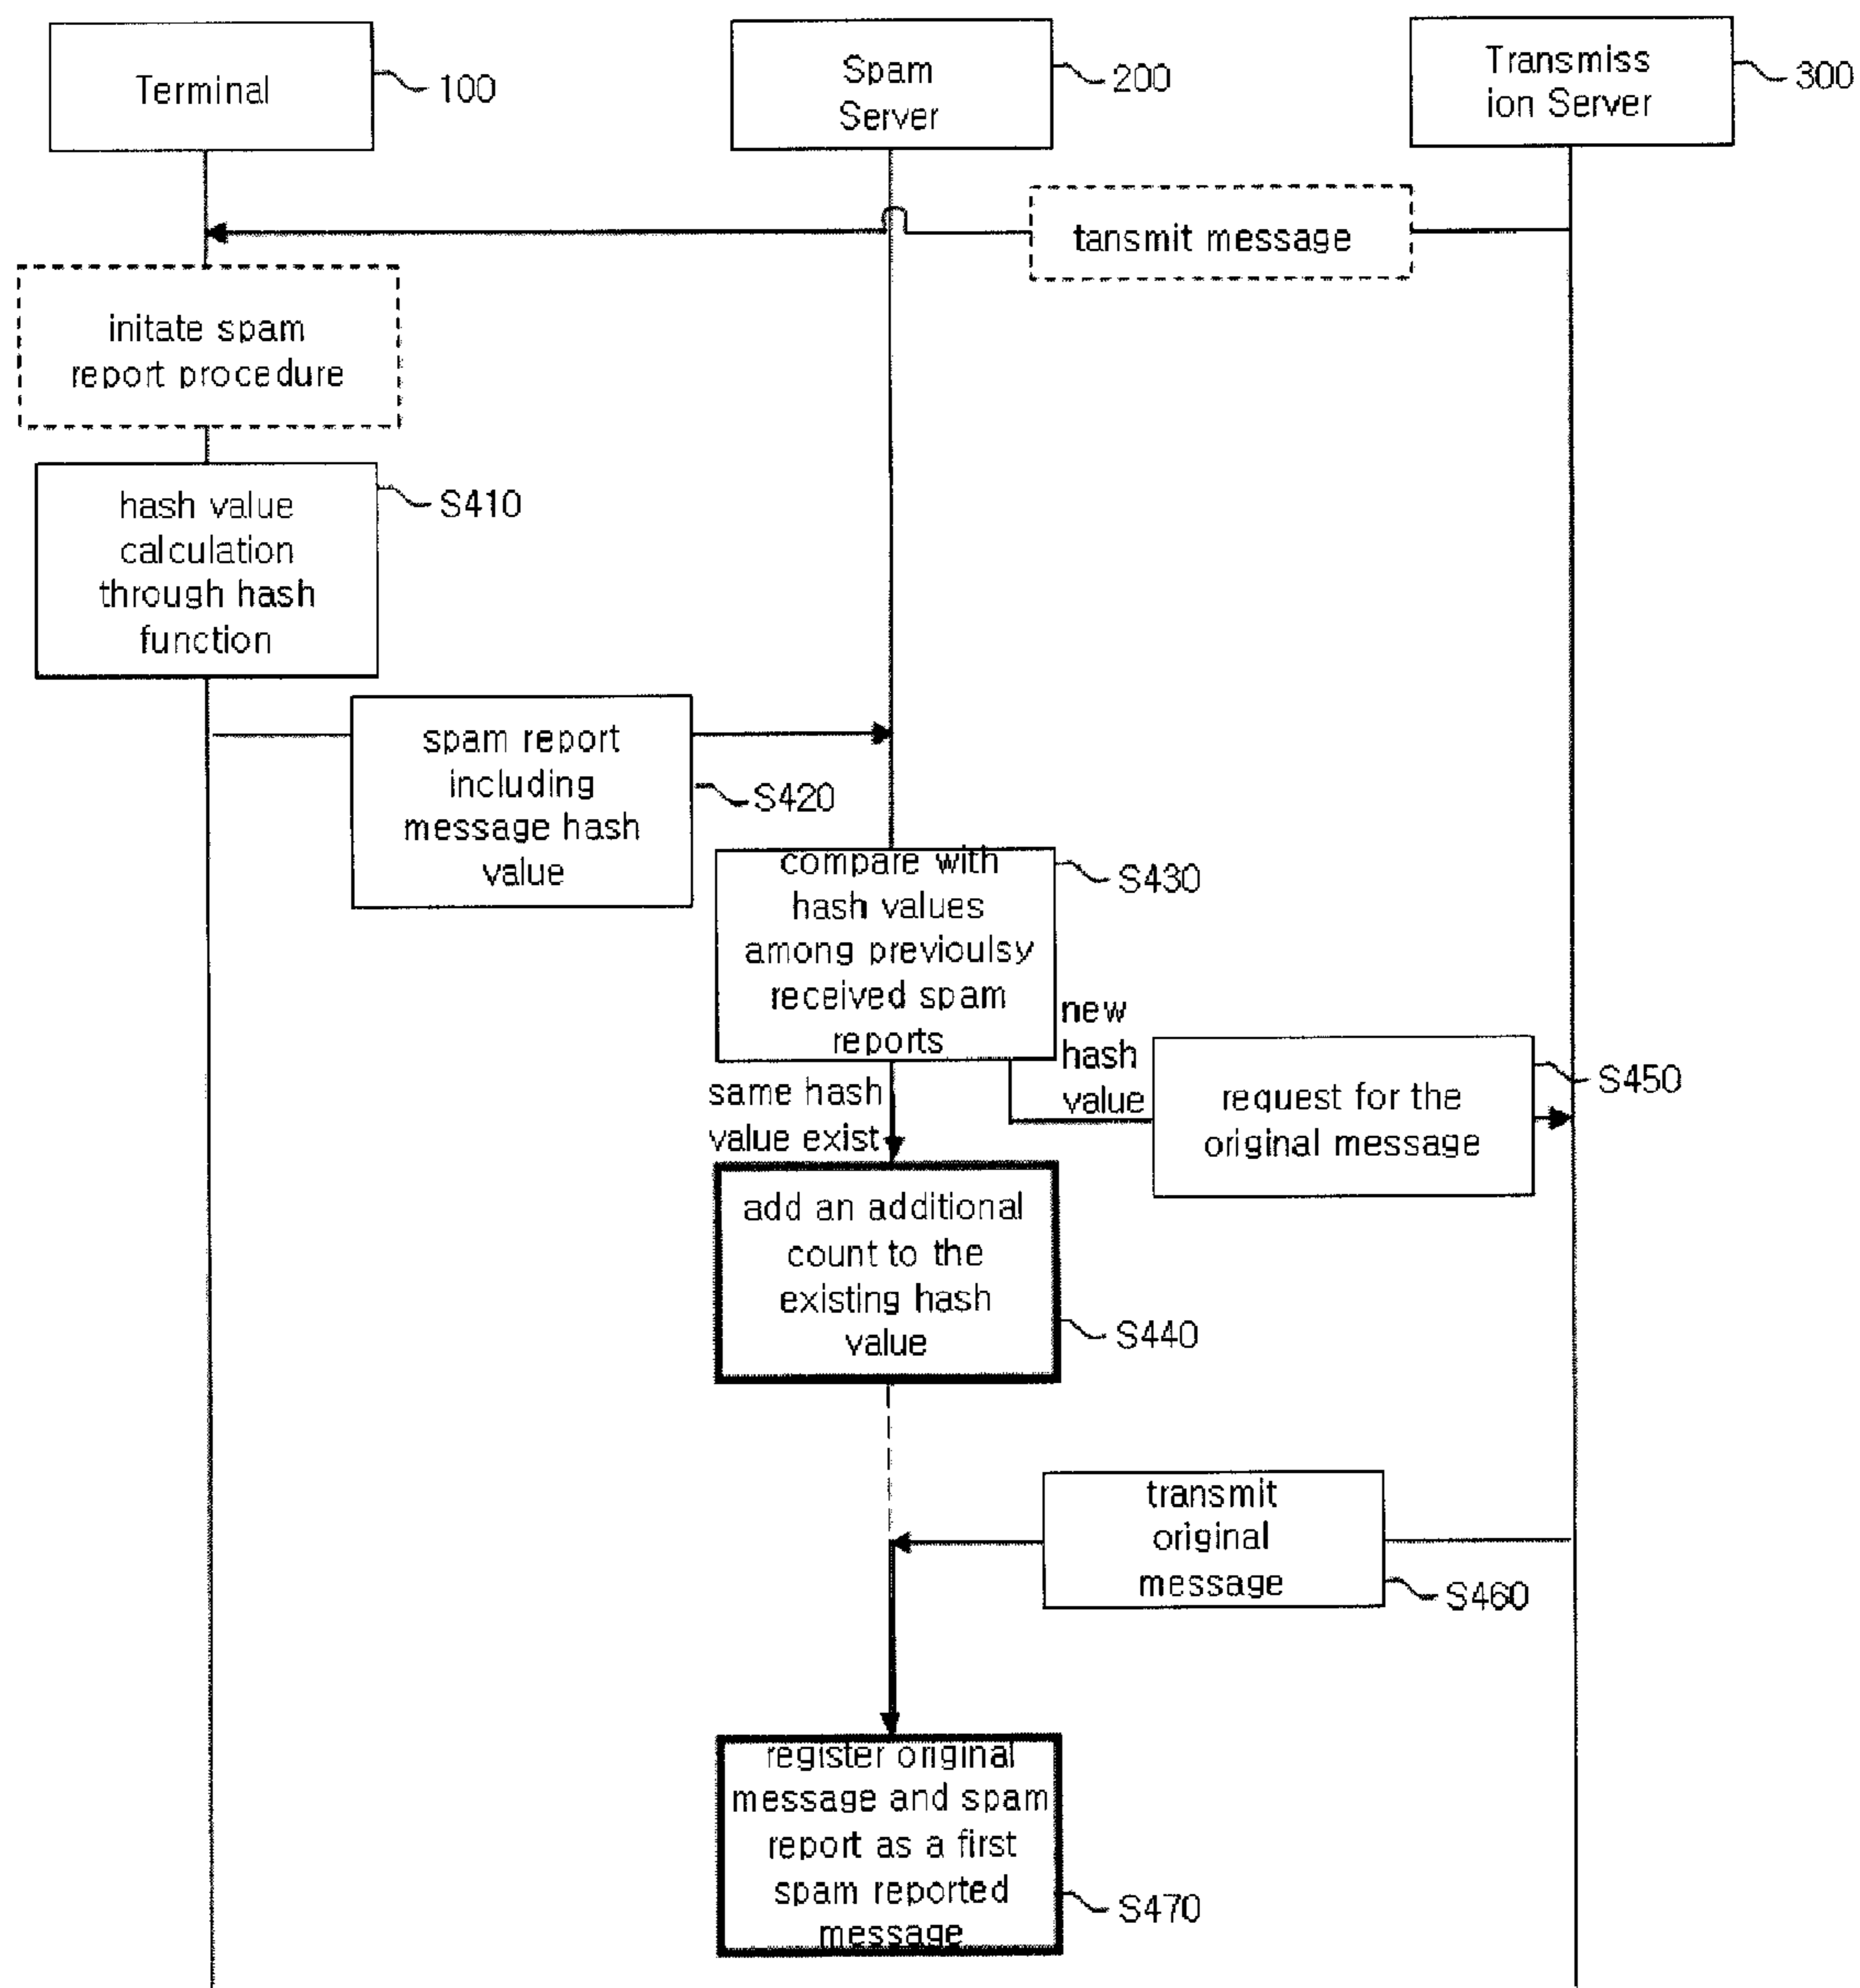 Terminal
100
Spam
Server
200
Transmiss
ion Server
300
tansmit message
initate spam
report procedure
hash value
calculation
through hash
function
S410
spam report
including
message hash
value
S420
compare with
hash values
among previoulsy
received spam
reports
S430
new
hash
value
same hash
value exist
request for the
original message
S450
add an additional
count to the
existing hash
value
S440
transmit
original
message
S460
register original
message and spam
report as a first
spam reported
message
S470